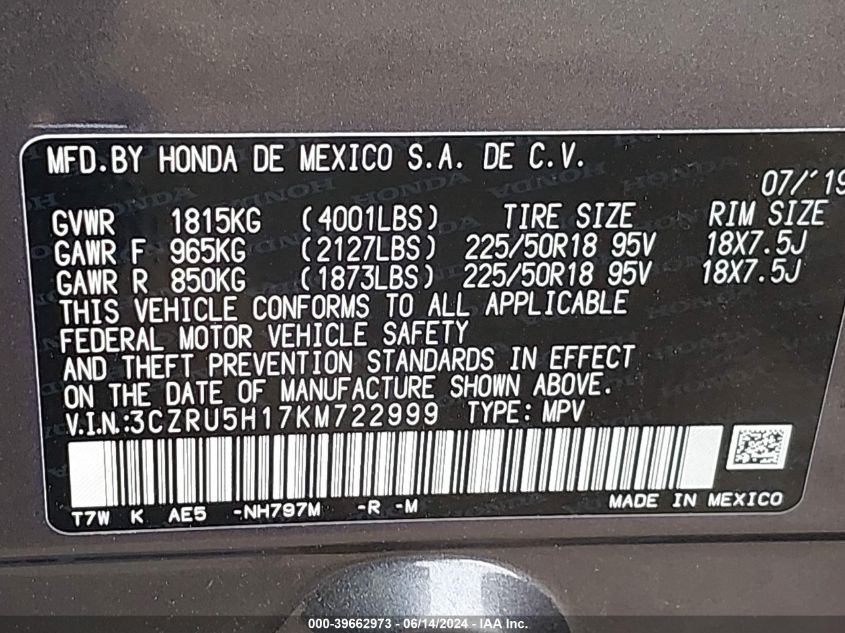 MFD.BY HONDA DE MEXICO S.A. DE C.V.
07/'19
GVWR 1815KG (4001LBS) TIRE SIZE RIM SIZE
GAWR F 965KG (2127LBS) 225/50R18 95V 18X7.5J
GAWR R 850KG (1873LBS) 225/50R18 95V 18X7.5J
THIS VEHICLE CONFORMS TO ALL APPLICABLE
FEDERAL MOTOR VEHICLE SAFETY
AND THEFT PREVENTION STANDARDS IN EFFECT
ON THE DATE OF MANUFACTURE SHOWN ABOVE.
V.I.N.:3CZRU5H17KM722999 TYPE: MPV
T7W K AE5 -NH797M -R -M MADE IN MEXICO
000-39662973 - 06/14/2024 - IAA Inc.